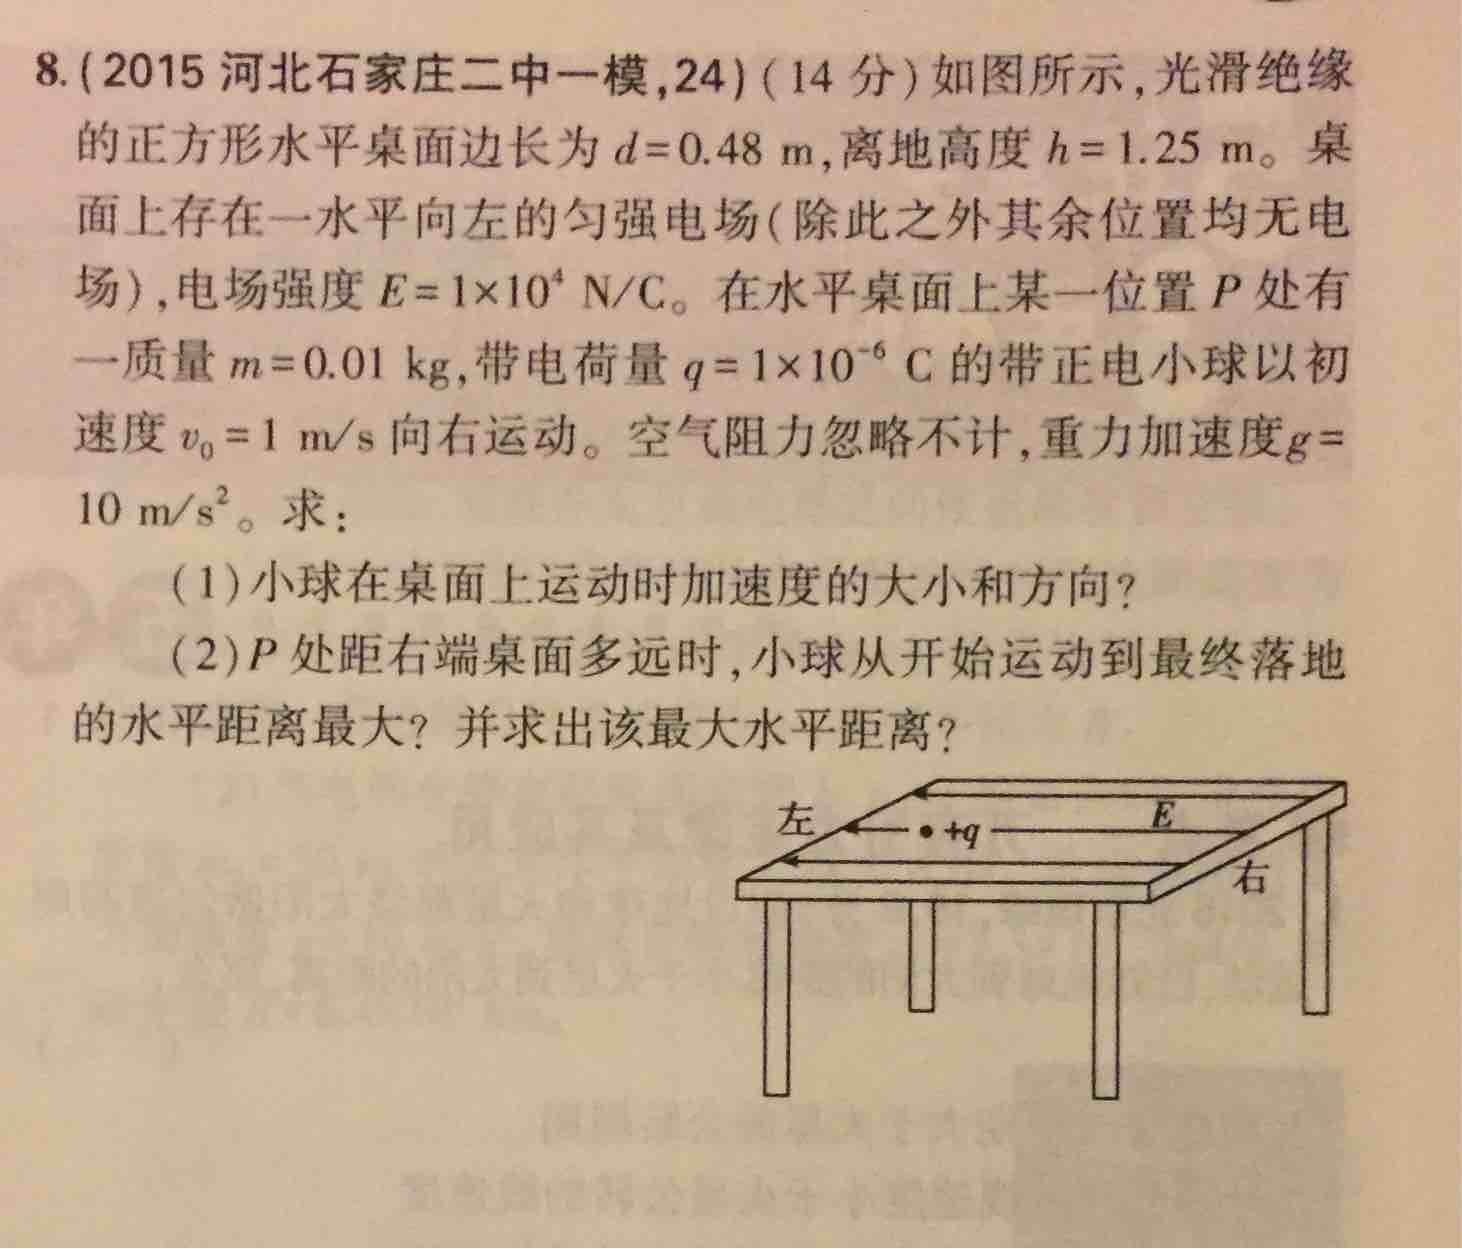 8.(2015 河北石家庄二中一模,24)(14 分)如图所示,光滑绝缘
的正方形水平桌面边长为 d=0.48 m,离地高度 h=1.25 m。桌
面上存在一水平向左的匀强电场(除此之外其余位置均无电
场),电场强度 E=1×10⁴ N/C。在水平桌面上某一位置 P 处有
一质量 m=0.01 kg,带电荷量 q=1×10⁻⁶ C 的带正电小球以初
速度 v₀=1 m/s 向右运动。空气阻力忽略不计,重力加速度g=
10 m/s²。求:
(1)小球在桌面上运动时加速度的大小和方向?
(2)P 处距右端桌面多远时,小球从开始运动到最终落地
的水平距离最大?并求出该最大水平距离?
左
E
+q
右